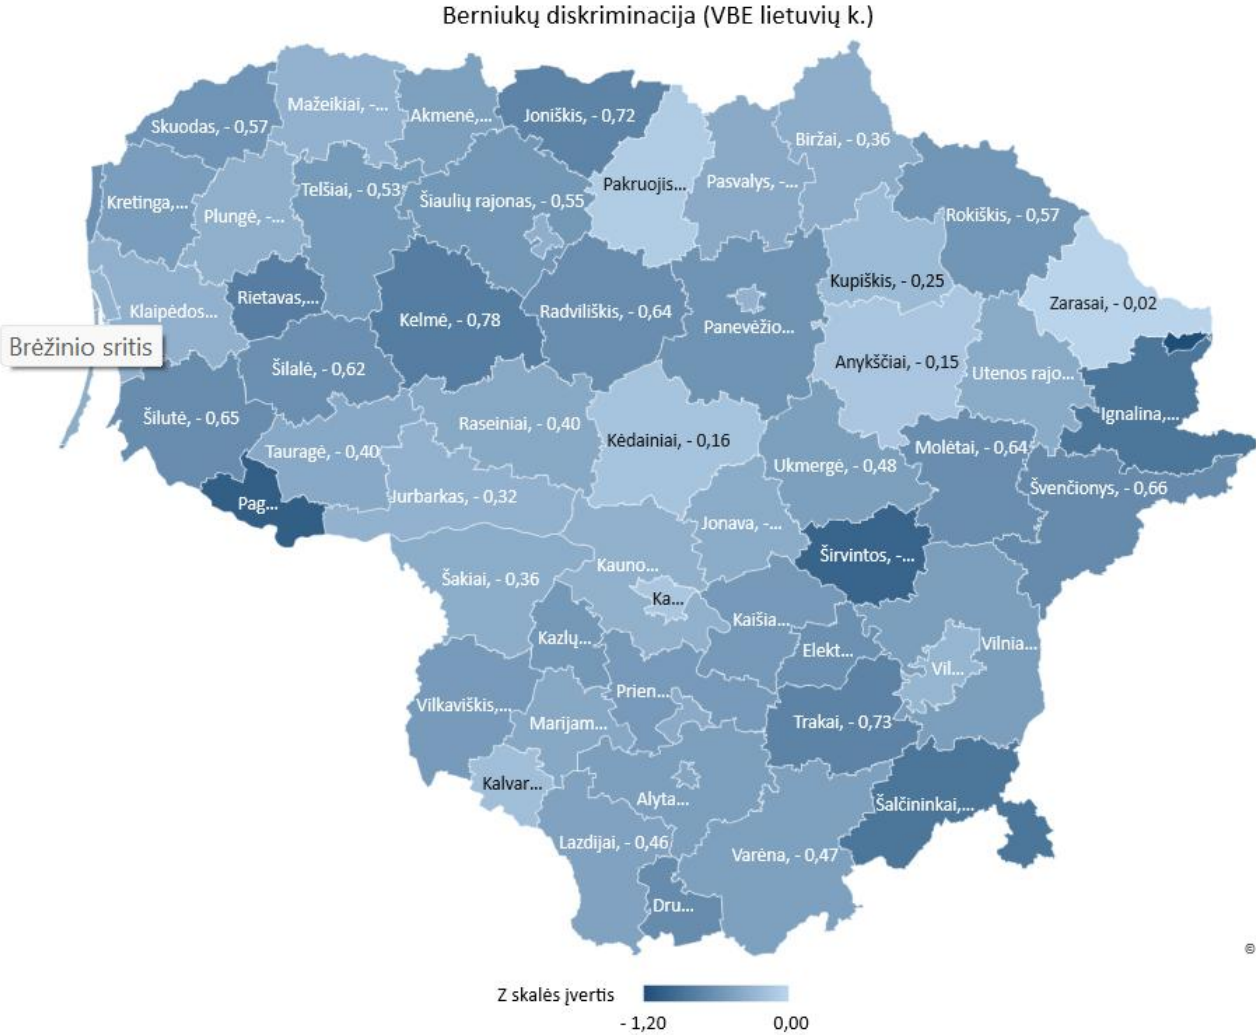 Berniukų diskriminacija (VBE lietuvių k.)
Mažeikiai, -...
Akmenė,...
Joniškis, - 0,72
Skuodas, - 0,57
Biržai, - 0,36
Pakruojis...
Pasvalys, -...
Telšiai, - 0,53
Šiaulių rajonas, - 0,55
Kretinga,...
Plungė, -...
Rokiškis, - 0,57
Kupiškis, - 0,25
Rietavas,...
Zarasai, - 0,02
Klaipėdos...
Kelmė, - 0,78
Radviliškis, - 0,64
Panevėžio...
Brėžinio sritis
Šilalė, - 0,62
Anykščiai, - 0,15
Utenos rajo...
Šilutė, - 0,65
Raseiniai, - 0,40
Ignalina,...
Kėdainiai, - 0,16
Tauragė, - 0,40
Molėtai, - 0,64
Ukmergė, - 0,48
Švenčionys, - 0,66
Jurbarkas, - 0,32
Pag...
Jonava, -...
Širvintos, -...
Kauno...
Šakiai, - 0,36
Ka...
Kaišia...
Kazlų...
Elekt...
Vilnia...
Vil...
Prien...
Vilkaviškis,...
Marijam...
Trakai, - 0,73
Kalvar...
Alyta...
Šalčininkai,...
Lazdijai, - 0,46
Varėna, - 0,47
Dru...
©
Z skalės įvertis
- 1,20
0,00